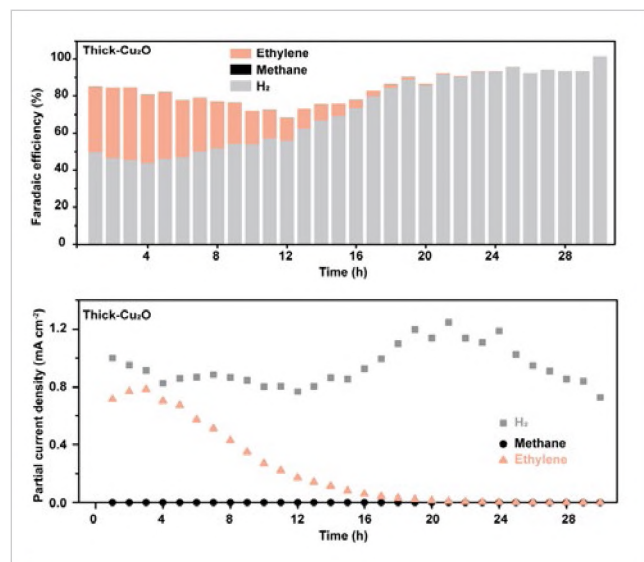 Thick-Cu₂O
Ethylene
Methane
H₂
Faradaic efficiency (%)
100
80
60
40
20
0
4 8 12 16 20 24 28
Time (h)
Thick-Cu₂O
Partial current density (mA cm⁻²)
1.2
0.8
0.4
0.0
H₂
Methane
Ethylene
0 4 8 12 16 20 24 28
Time (h)